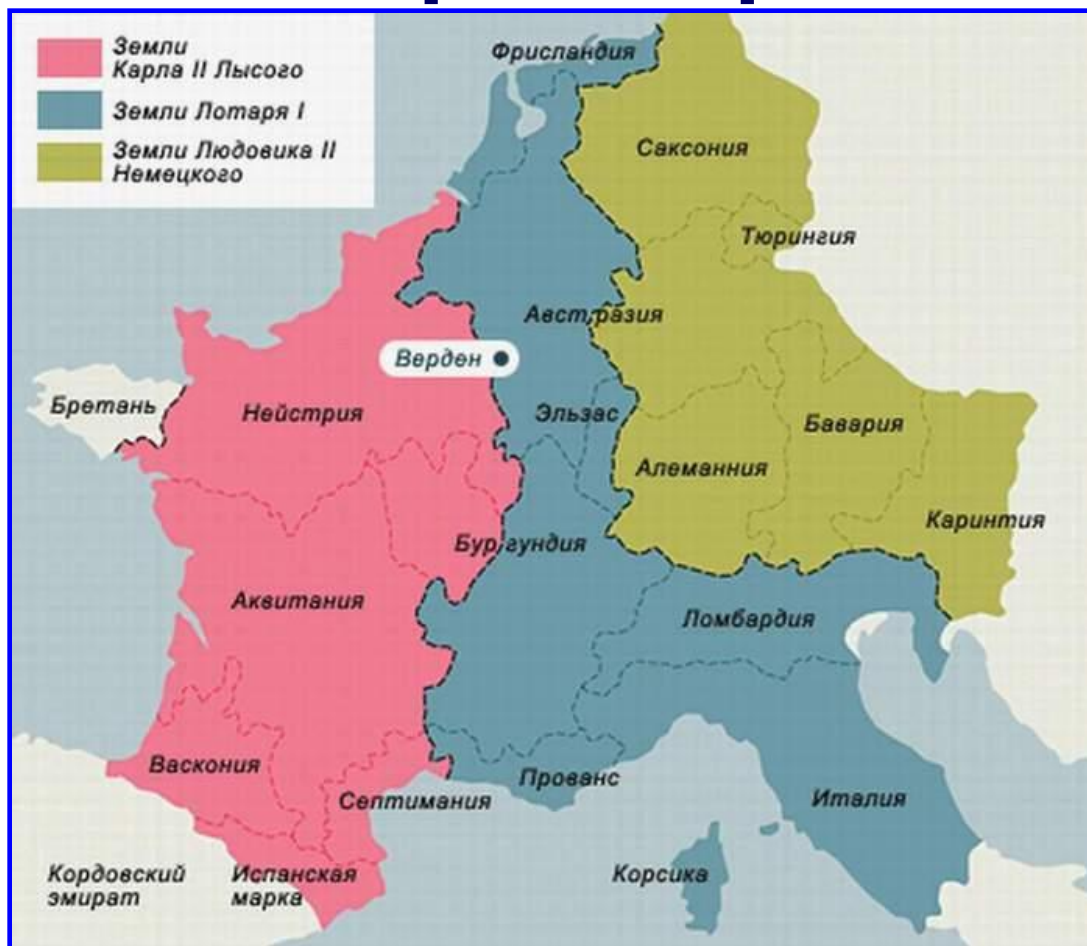 Земли
Карла II Лысого
Земли Лотаря I
Земли Людовика II
Немецкого
Фрисландия
Саксония
Тюрингия
Австразия
Верден
Бретань
Нейстрия
Эльзас
Бавария
Алеманния
Каринтия
Бургундия
Аквитания
Ломбардия
Васкония
Прованс
Септимания
Италия
Кордовский
эмират
Испанская
марка
Корсика